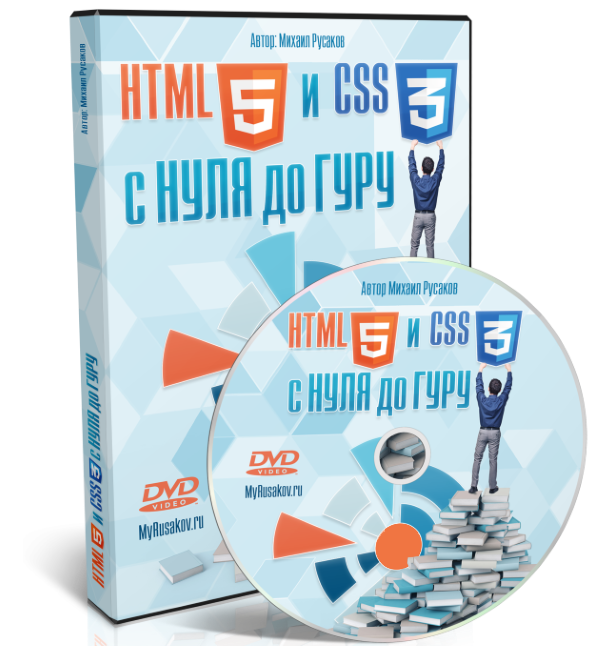 Автор: Михаил Русаков
Автор: Михаил Русаков
HTML 5 и CSS 3
с НУЛЯ до ГУРУ
HTML 5 и CSS 3 с НУЛЯ до ГУРУ
DVD
VIDEO
MyRusakov.ru
Автор Михаил Русаков
HTML 5 и CSS 3
с НУЛЯ до ГУРУ
DVD
VIDEO
MyRusakov.ru